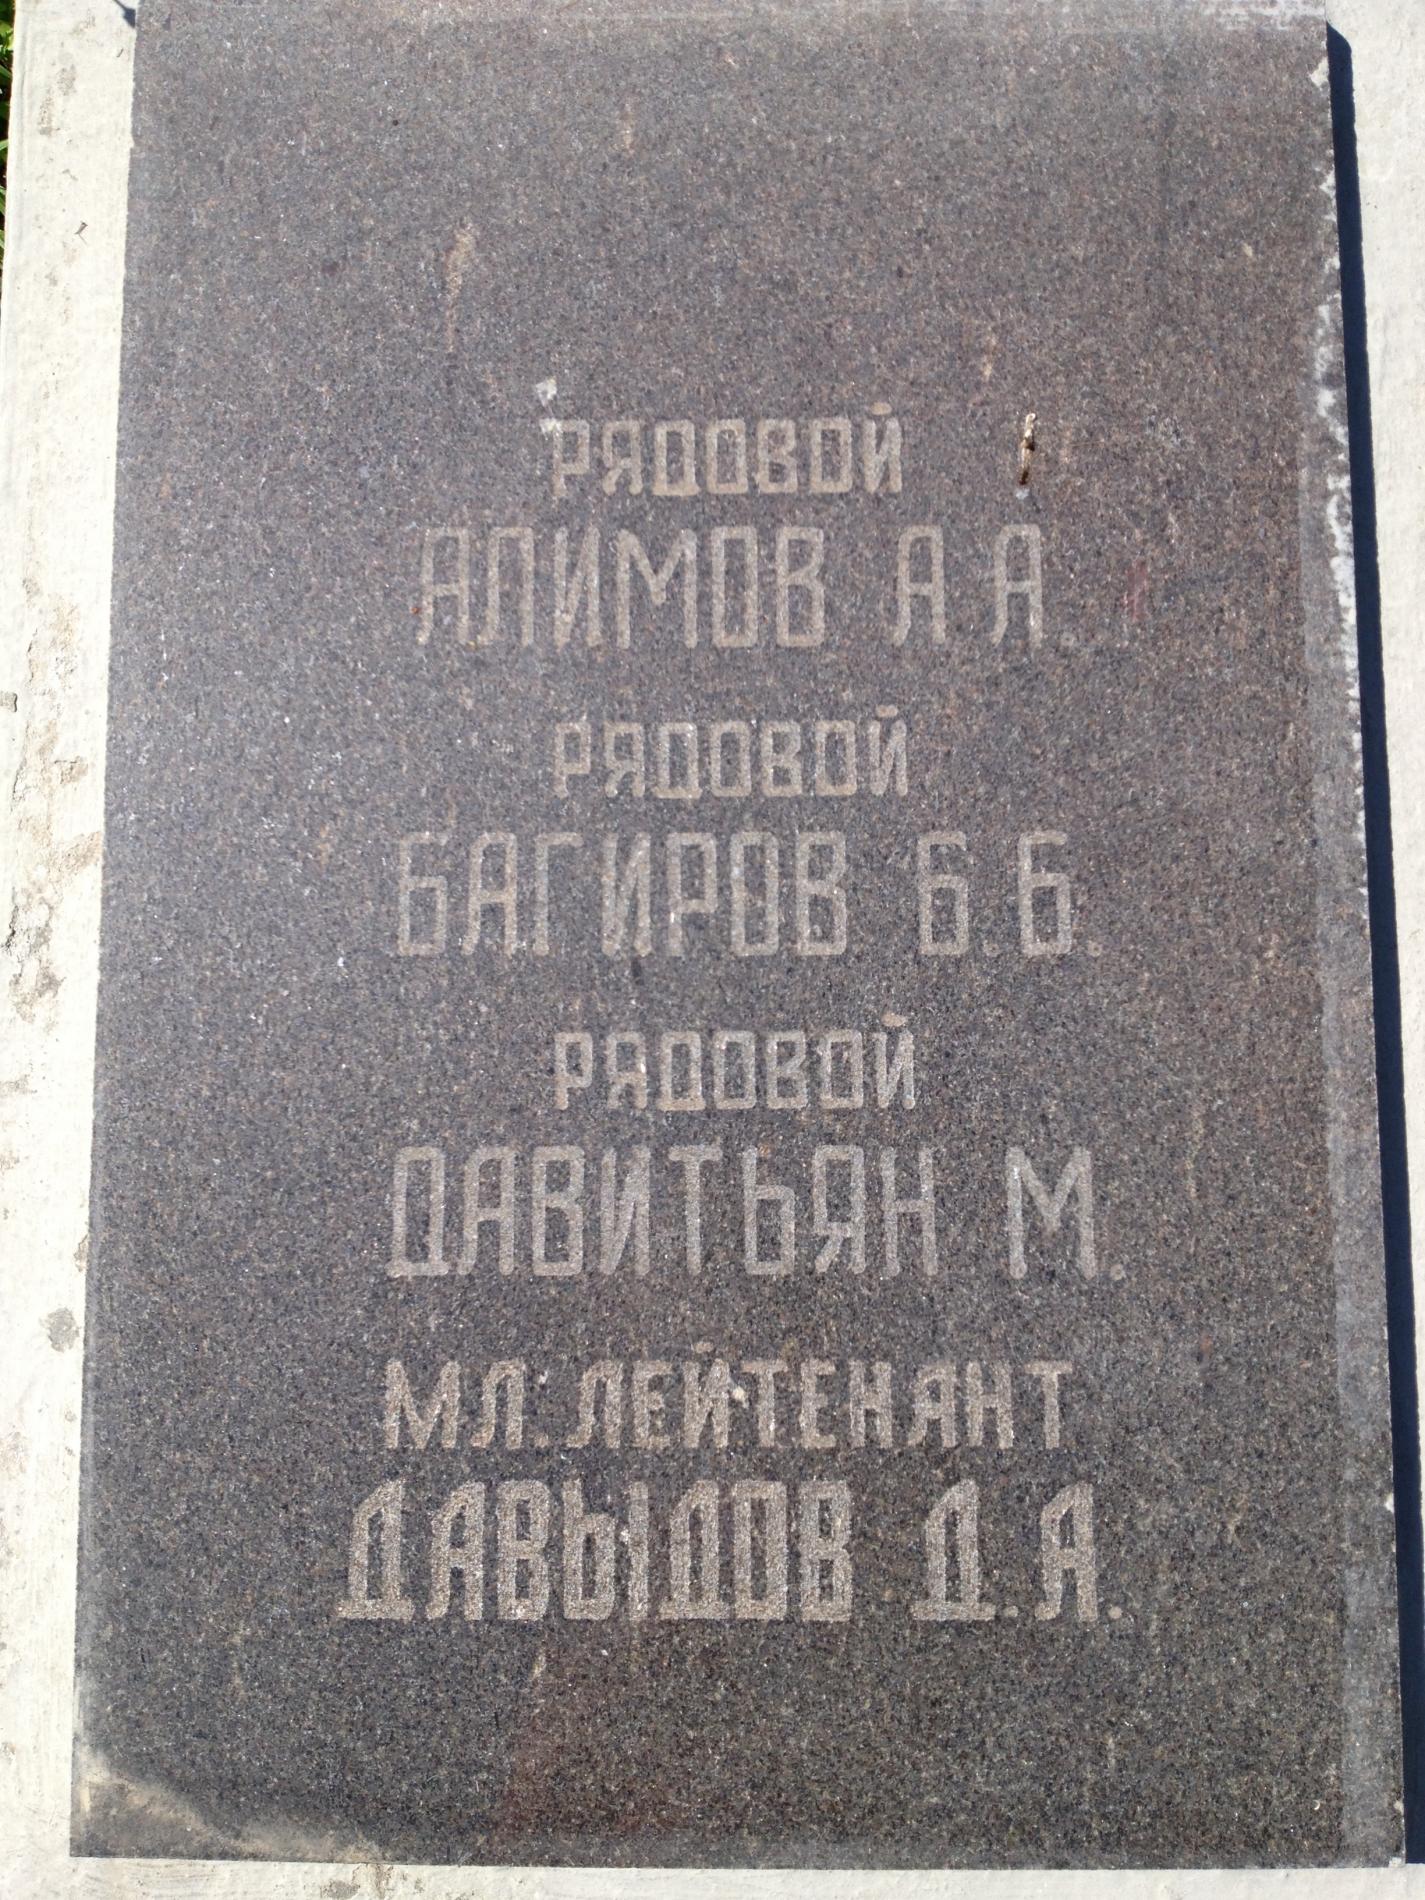 РЯДОВОЙ
АЛИМОВ А А.
РЯДОВОЙ
БАГИРОВ Б.Б.
РЯДОВОЙ
ДАВИТЬЯН М.
МЛ. ЛЕЙТЕНАНТ
ДАВЫДОВ Д.А.